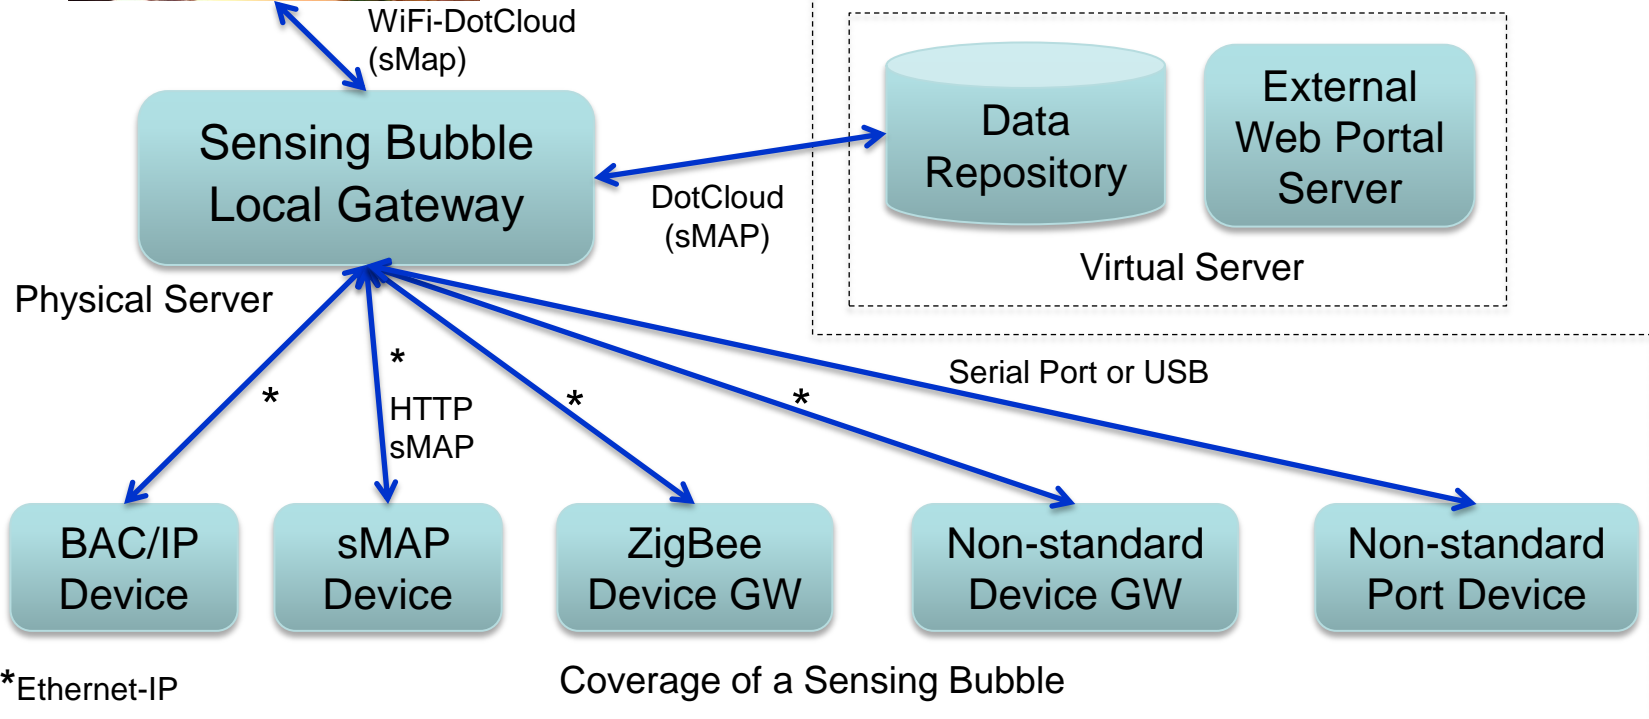 WiFi-DotCloud
(sMap)
Sensing Bubble
Local Gateway
Physical Server
DotCloud
(sMAP)
Data
Repository
External
Web Portal
Server
Virtual Server
*
*
HTTP
sMAP
*
*
Serial Port or USB
BAC/IP
Device
sMAP
Device
ZigBee
Device GW
Non-standard
Device GW
Non-standard
Port Device
*Ethernet-IP
Coverage of a Sensing Bubble